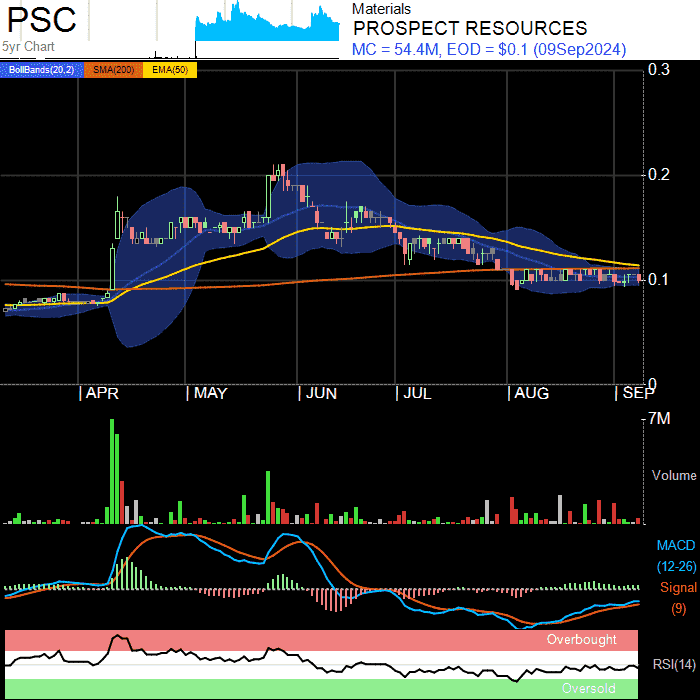 PSC
5yr Chart
Materials
PROSPECT RESOURCES
MC = 54.4M, EOD = $0.1 (09Sep2024)
BollBands(20,2) SMA(200) EMA(50)
0.3
0.2
0.1
0
APR MAY JUN JUL AUG SEP
7M
Volume
MACD
(12-26)
Signal
(9)
Overbought
RSI(14)
Oversold